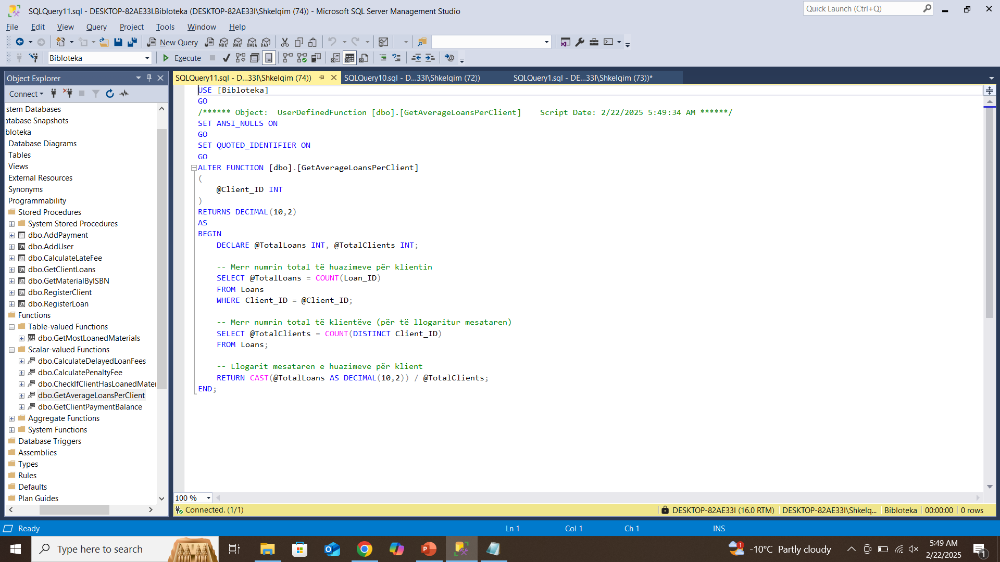 SQLQuery11.sql - DESKTOP-82AE33I.Bibloteka (DESKTOP-82AE33I\Shkelqim (74)) - Microsoft SQL Server Management Studio
Quick Launch (Ctrl+Q)
File Edit View Query Project Tools Window Help
New Query MDX DMX XMLA DAX
Bibloteka Execute
Object Explorer
Connect
stem Databases
atabase Snapshots
bloteka
Database Diagrams
Tables
Views
External Resources
Synonyms
Programmability
Stored Procedures
System Stored Procedures
dbo.AddPayment
dbo.AddUser
dbo.CalculateLateFee
dbo.GetClientLoans
dbo.GetMaterialByISBN
dbo.RegisterClient
dbo.RegisterLoan
Functions
Table-valued Functions
dbo.GetMostLoanedMaterials
Scalar-valued Functions
dbo.CalculateDelayedLoanFees
dbo.CalculatePenaltyFee
dbo.CheckIfClientHasLoanedMater
dbo.GetAverageLoansPerClient
dbo.GetClientPaymentBalance
Aggregate Functions
System Functions
Database Triggers
Assemblies
Types
Rules
Defaults
Plan Guides
SQLQuery11.sql - D...33I\Shkelqim (74)) SQLQuery10.sql - D...33I\Shkelqim (72)) SQLQuery1.sql - DE...33I\Shkelqim (73))*
USE [Bibloteka]
GO
/****** Object:  UserDefinedFunction [dbo].[GetAverageLoansPerClient]    Script Date: 2/22/2025 5:49:34 AM ******/
SET ANSI_NULLS ON
GO
SET QUOTED_IDENTIFIER ON
GO
ALTER FUNCTION [dbo].[GetAverageLoansPerClient]
(
    @Client_ID INT
)
RETURNS DECIMAL(10,2)
AS
BEGIN
    DECLARE @TotalLoans INT, @TotalClients INT;
    -- Merr numrin total të huazimeve për klientin
    SELECT @TotalLoans = COUNT(Loan_ID)
    FROM Loans
    WHERE Client_ID = @Client_ID;
    -- Merr numrin total të klientëve (për të llogaritur mesataren)
    SELECT @TotalClients = COUNT(DISTINCT Client_ID)
    FROM Loans;
    -- Llogarit mesataren e huazimeve për klient
    RETURN CAST(@TotalLoans AS DECIMAL(10,2)) / @TotalClients;
END;
100 %
Connected. (1/1) DESKTOP-82AE33I (16.0 RTM) DESKTOP-82AE33I\Shkelq... Bibloteka 00:00:00 0 rows
Ready Ln 1 Col 1 Ch 1 INS
Type here to search
1 -10°C Partly cloudy
5:49 AM
2/22/2025
1